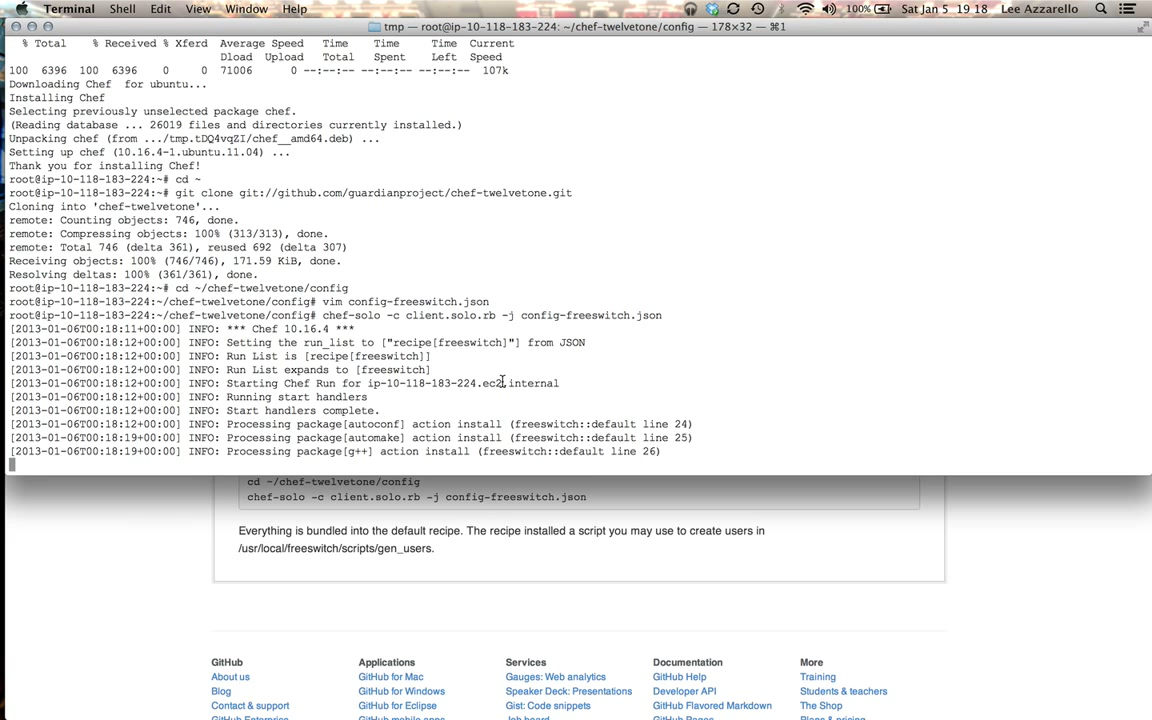 Terminal Shell Edit View Window Help 100% Sat Jan 5 19 18 Lee Azzarello
tmp — root@ip-10-118-183-224: ~/chef-twelvetone/config — 178×32 — ⌘1
% Total % Received % Xferd Average Speed Time Time Time Current
Dload Upload Total Spent Left Speed
100 6396 100 6396 0 0 71006 0 --:--:-- --:--:-- --:--:-- 107k
Downloading Chef for ubuntu...
Installing Chef
Selecting previously unselected package chef.
(Reading database ... 26019 files and directories currently installed.)
Unpacking chef (from .../tmp.tDQ4vqZI/chef__amd64.deb) ...
Setting up chef (10.16.4-1.ubuntu.11.04) ...
Thank you for installing Chef!
root@ip-10-118-183-224:~# cd ~
root@ip-10-118-183-224:~# git clone git://github.com/guardianproject/chef-twelvetone.git
Cloning into 'chef-twelvetone'...
remote: Counting objects: 746, done.
remote: Compressing objects: 100% (313/313), done.
remote: Total 746 (delta 361), reused 692 (delta 307)
Receiving objects: 100% (746/746), 171.59 KiB, done.
Resolving deltas: 100% (361/361), done.
root@ip-10-118-183-224:~# cd ~/chef-twelvetone/config
root@ip-10-118-183-224:~/chef-twelvetone/config# vim config-freeswitch.json
root@ip-10-118-183-224:~/chef-twelvetone/config# chef-solo -c client.solo.rb -j config-freeswitch.json
[2013-01-06T00:18:11+00:00] INFO: *** Chef 10.16.4 ***
[2013-01-06T00:18:12+00:00] INFO: Setting the run_list to ["recipe[freeswitch]"] from JSON
[2013-01-06T00:18:12+00:00] INFO: Run List is [recipe[freeswitch]]
[2013-01-06T00:18:12+00:00] INFO: Run List expands to [freeswitch]
[2013-01-06T00:18:12+00:00] INFO: Starting Chef Run for ip-10-118-183-224.ec2.internal
[2013-01-06T00:18:12+00:00] INFO: Running start handlers
[2013-01-06T00:18:12+00:00] INFO: Start handlers complete.
[2013-01-06T00:18:12+00:00] INFO: Processing package[autoconf] action install (freeswitch::default line 24)
[2013-01-06T00:18:19+00:00] INFO: Processing package[automake] action install (freeswitch::default line 25)
[2013-01-06T00:18:19+00:00] INFO: Processing package[g++] action install (freeswitch::default line 26)
cd ~/chef-twelvetone/config
chef-solo -c client.solo.rb -j config-freeswitch.json
Everything is bundled into the default recipe. The recipe installed a script you may use to create users in
/usr/local/freeswitch/scripts/gen_users.
GitHub Applications Services Documentation More
About us GitHub for Mac Gauges: Web analytics GitHub Help Training
Blog GitHub for Windows Speaker Deck: Presentations Developer API Students & teachers
Contact & support GitHub for Eclipse Gist: Code snippets GitHub Flavored Markdown The Shop
GitHub Enterprise GitHub mobile apps Job board GitHub Pages Plans & pricing